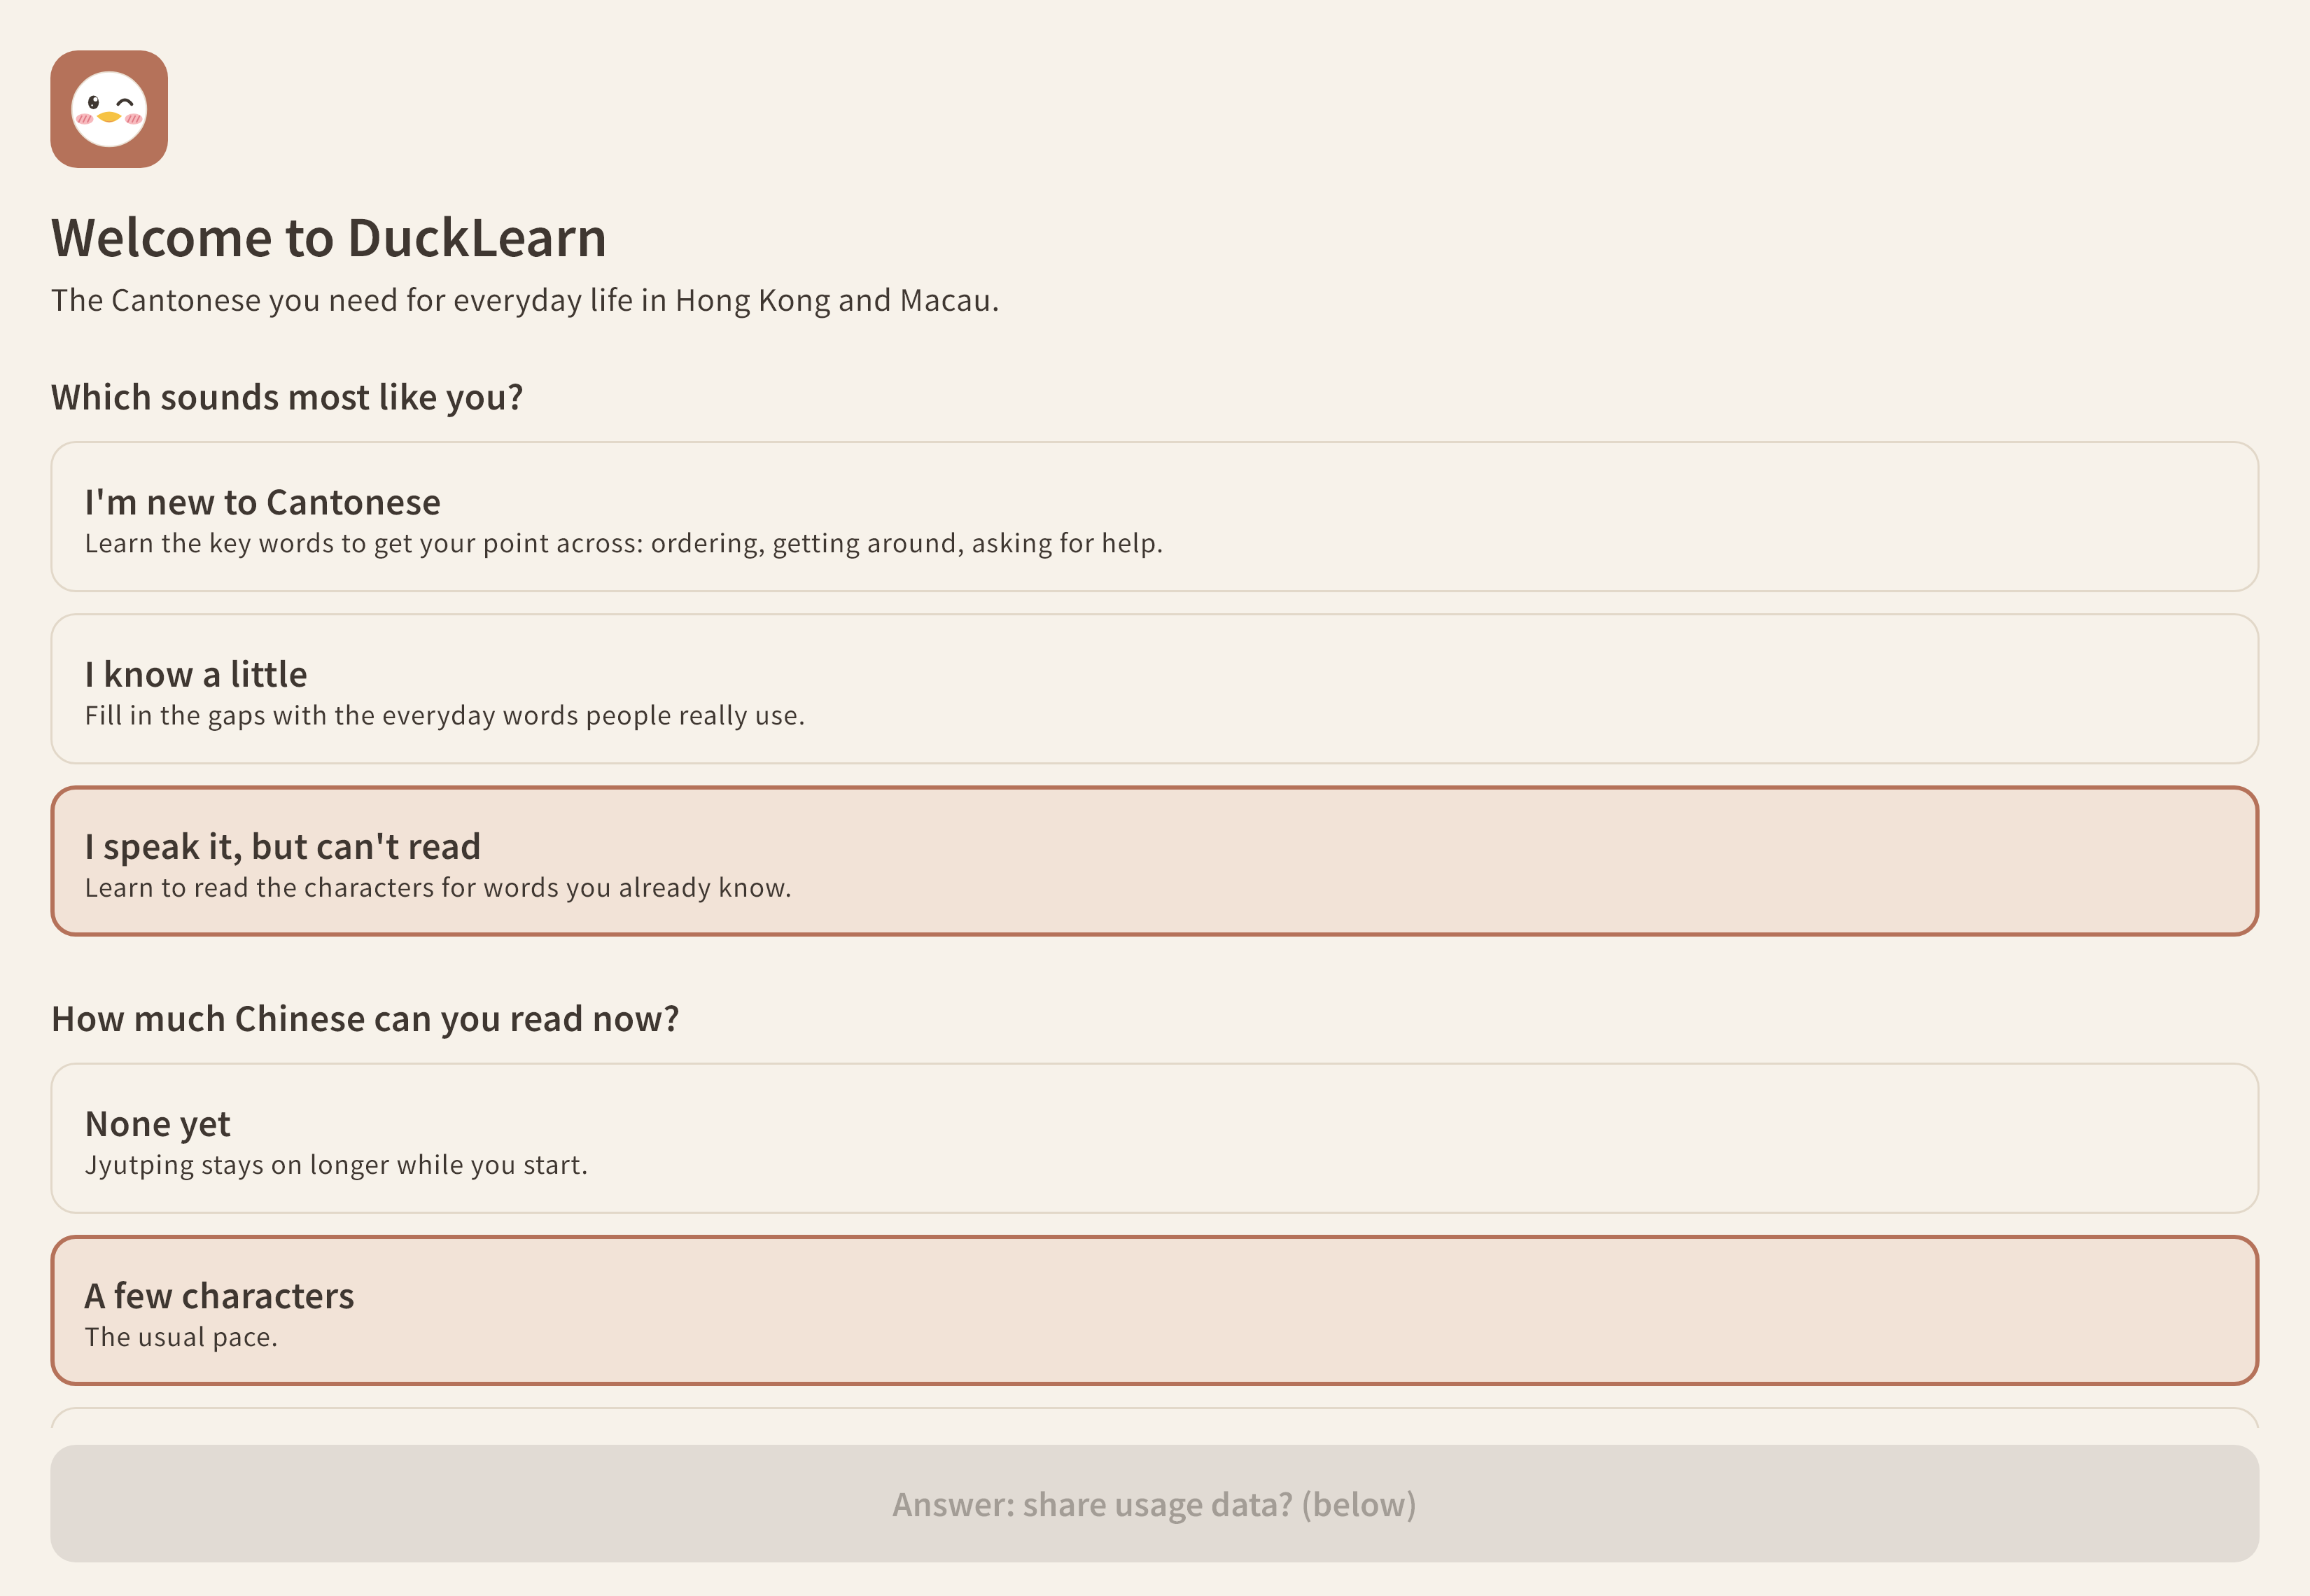 Welcome to DuckLearn
The Cantonese you need for everyday life in Hong Kong and Macau.
Which sounds most like you?
I'm new to Cantonese
Learn the key words to get your point across: ordering, getting around, asking for help.
I know a little
Fill in the gaps with the everyday words people really use.
I speak it, but can't read
Learn to read the characters for words you already know.
How much Chinese can you read now?
None yet
Jyutping stays on longer while you start.
A few characters
The usual pace.
Answer: share usage data? (below)